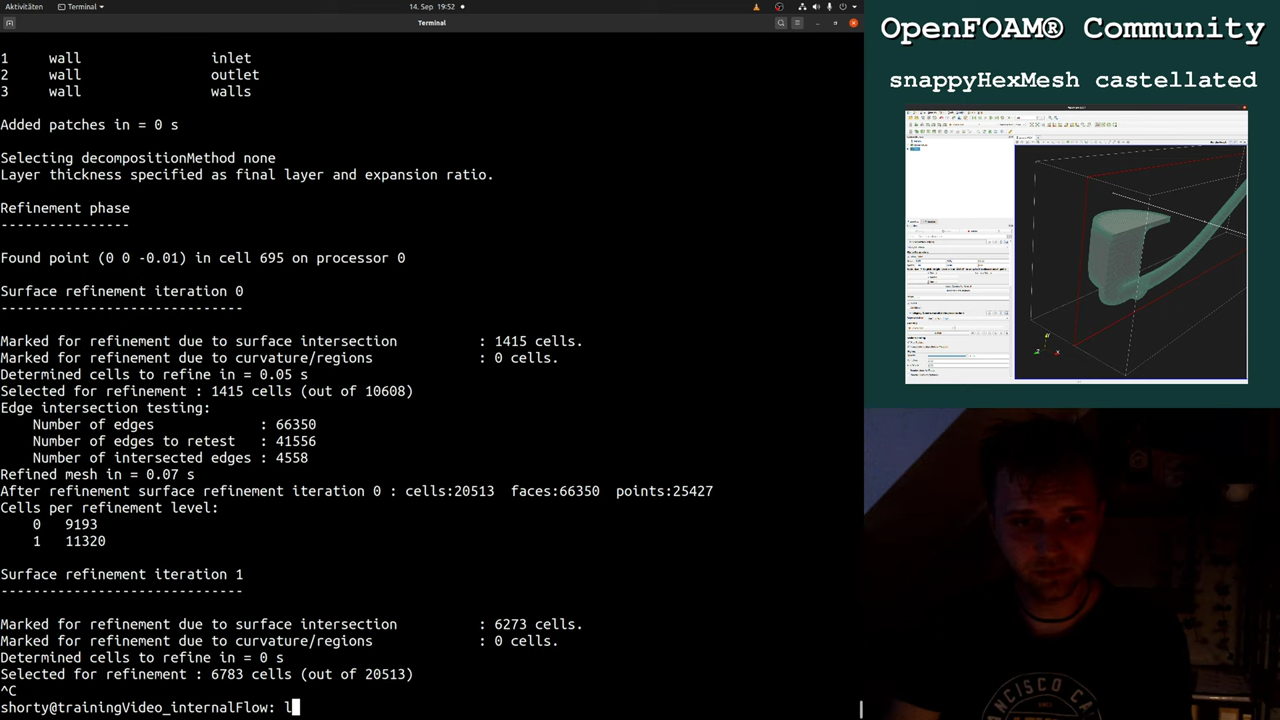 Aktivitäten
Terminal
14. Sep 19:52
Terminal
1 wall inlet
2 wall outlet
3 wall walls
Added patches in = 0 s
Selecting decompositionMethod none
Layer thickness specified as final layer and expansion ratio.
Refinement phase
----------------
Found point (0 0 -0.01) in cell 695 on processor 0
Surface refinement iteration 0
------------------------------
Marked for refinement due to surface intersection : 1415 cells.
Marked for refinement due to curvature/regions : 0 cells.
Determined cells to refine in = 0.05 s
Selected for refinement : 1415 cells (out of 10608)
Edge intersection testing:
Number of edges : 66350
Number of edges to retest : 41556
Number of intersected edges : 4558
Refined mesh in = 0.07 s
After refinement surface refinement iteration 0 : cells:20513 faces:66350 points:25427
Cells per refinement level:
0 9193
1 11320
Surface refinement iteration 1
------------------------------
Marked for refinement due to surface intersection : 6273 cells.
Marked for refinement due to curvature/regions : 0 cells.
Determined cells to refine in = 0 s
Selected for refinement : 6783 cells (out of 20513)
^C
shorty@trainingVideo_internalFlow: l
OpenFOAM® Community
snappyHexMesh castellated